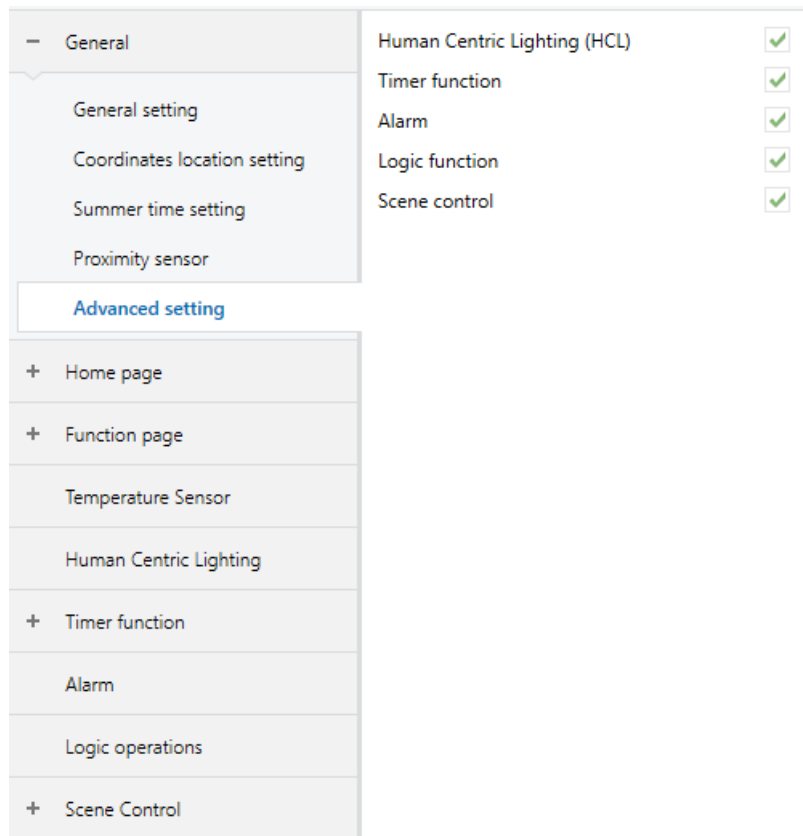 General
General setting
Coordinates location setting
Summer time setting
Proximity sensor
Advanced setting
Home page
Function page
Temperature Sensor
Human Centric Lighting
Timer function
Alarm
Logic operations
Scene Control
Human Centric Lighting (HCL)
Timer function
Alarm
Logic function
Scene control